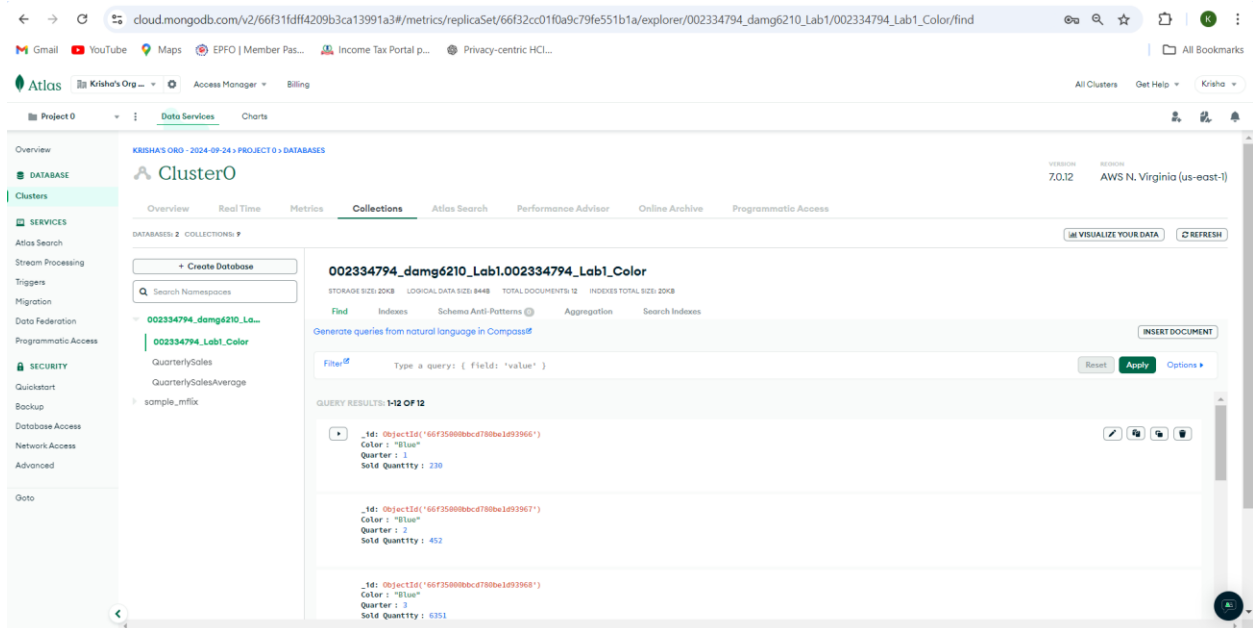 cloud.mongodb.com/v2/66f31fdff4209b3ca13991a3#/metrics/replicaSet/66f32cc01f0a9c79fe551b1a/explorer/002334794_damg6210_Lab1/002334794_Lab1_Color/find
K
Gmail YouTube Maps EPFO | Member Pas... Income Tax Portal p... Privacy-centric HCI... All Bookmarks
Atlas Krisha's Org ... Access Manager Billing All Clusters Get Help Krisha
Project 0 Data Services Charts
Overview
DATABASE
Clusters
SERVICES
Atlas Search
Stream Processing
Triggers
Migration
Data Federation
Programmatic Access
SECURITY
Quickstart
Backup
Database Access
Network Access
Advanced
Goto
KRISHA'S ORG - 2024-09-24 > PROJECT 0 > DATABASES
Cluster0
VERSION REGION
7.0.12 AWS N. Virginia (us-east-1)
Overview Real Time Metrics Collections Atlas Search Performance Advisor Online Archive Programmatic Access
DATABASES: 2 COLLECTIONS: 9
VISUALIZE YOUR DATA REFRESH
+ Create Database
Search Namespaces
002334794_damg6210_La...
002334794_Lab1_Color
QuarterlySales
QuarterlySalesAverage
sample_mflix
002334794_damg6210_Lab1.002334794_Lab1_Color
STORAGE SIZE: 20KB LOGICAL DATA SIZE: 844B TOTAL DOCUMENTS: 12 INDEXES TOTAL SIZE: 20KB
Find Indexes Schema Anti-Patterns 0 Aggregation Search Indexes
Generate queries from natural language in Compass
INSERT DOCUMENT
Filter Type a query: { field: 'value' } Reset Apply Options
QUERY RESULTS: 1-12 OF 12
_id: ObjectId('66f35800bbcd780be1d93966')
Color : "Blue"
Quarter : 1
Sold Quantity : 230
_id: ObjectId('66f35800bbcd780be1d93967')
Color : "Blue"
Quarter : 2
Sold Quantity : 452
_id: ObjectId('66f35800bbcd780be1d93968')
Color : "Blue"
Quarter : 3
Sold Quantity : 6351